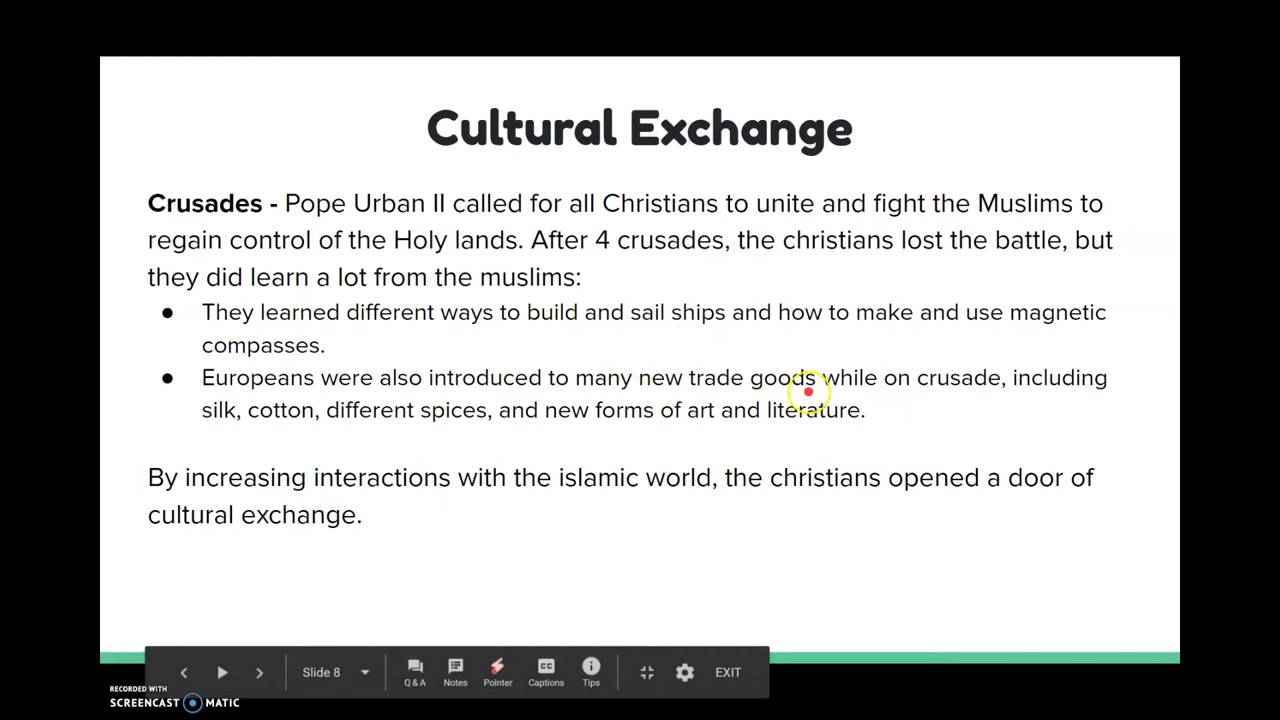 Cultural Exchange
Crusades - Pope Urban II called for all Christians to unite and fight the Muslims to
regain control of the Holy lands. After 4 crusades, the christians lost the battle, but
they did learn a lot from the muslims:
● They learned different ways to build and sail ships and how to make and use magnetic
compasses.
● Europeans were also introduced to many new trade goods while on crusade, including
silk, cotton, different spices, and new forms of art and literature.
By increasing interactions with the islamic world, the christians opened a door of
cultural exchange.
Slide 8
Q & A Notes Pointer CC Captions Tips EXIT
RECORDED WITH
SCREENCAST MATIC